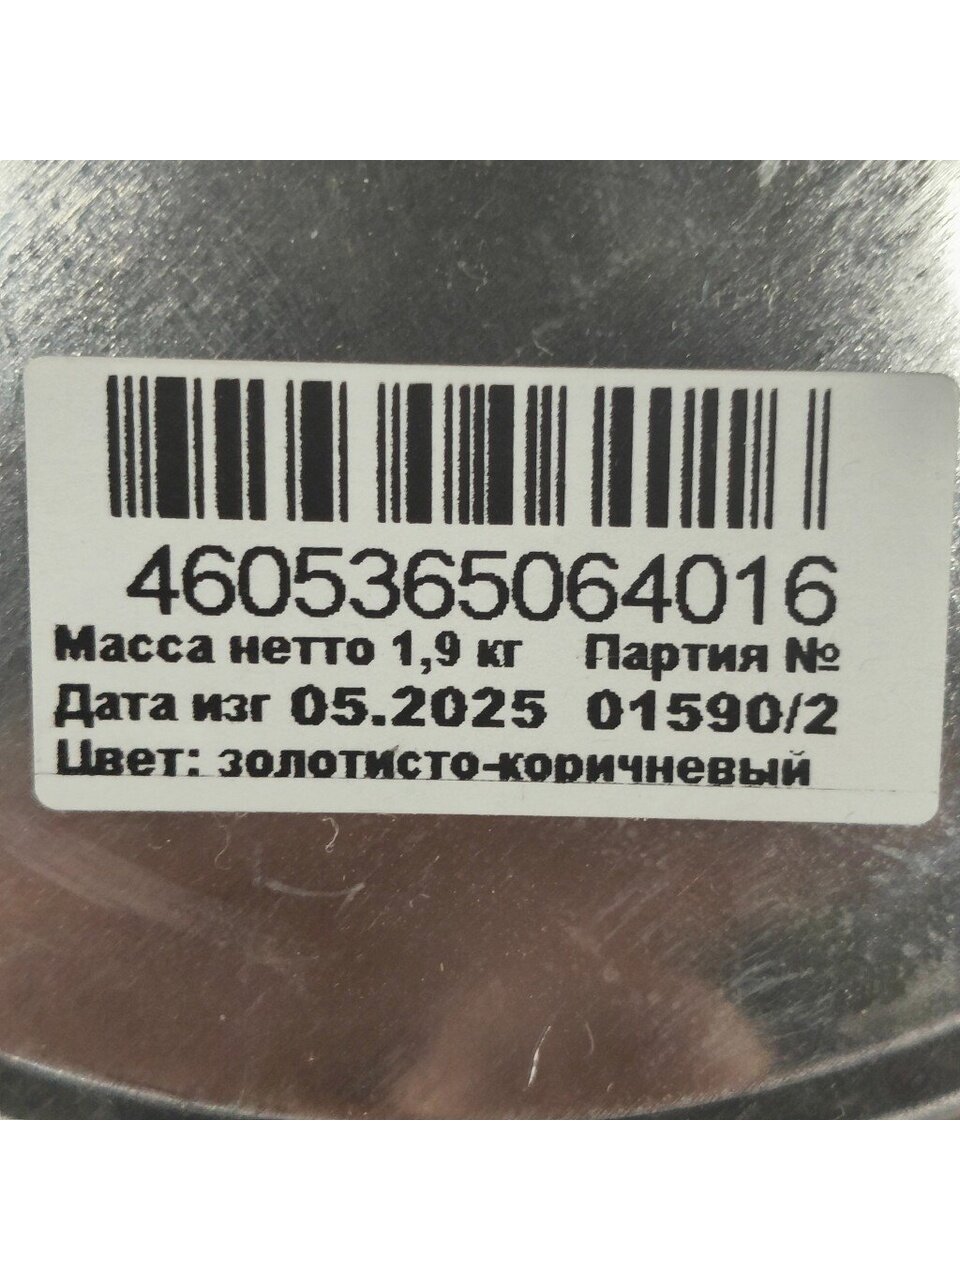 4605365064016
Масса нетто 1,9 кг Партия №
Дата изг 05.2025 01590/2
Цвет: золотисто-коричневый